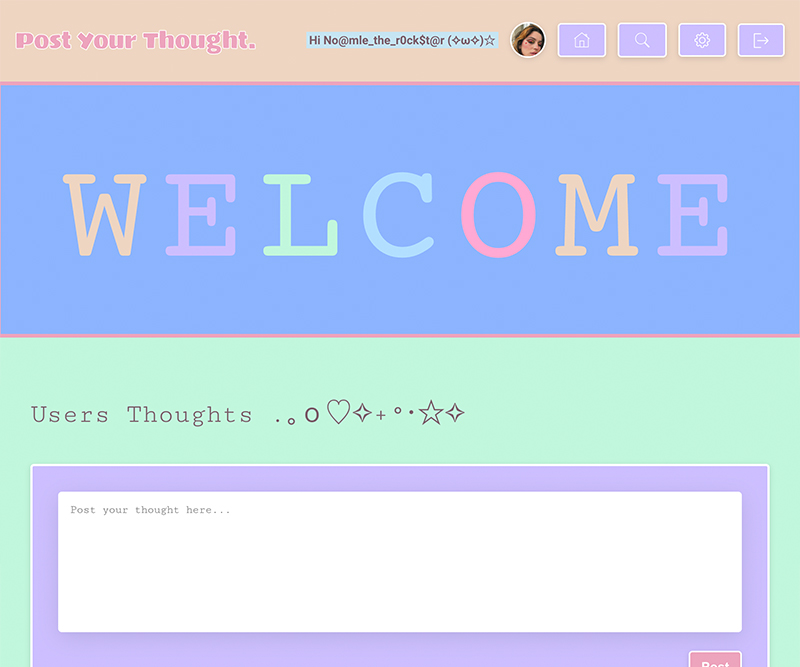 Post Your Thought.
Hi No@mle_the_r0ck$t@r (✧ω✧)☆
WELCOME
Users Thoughts .｡o♡✧+°·☆✧
Post your thought here...
Post